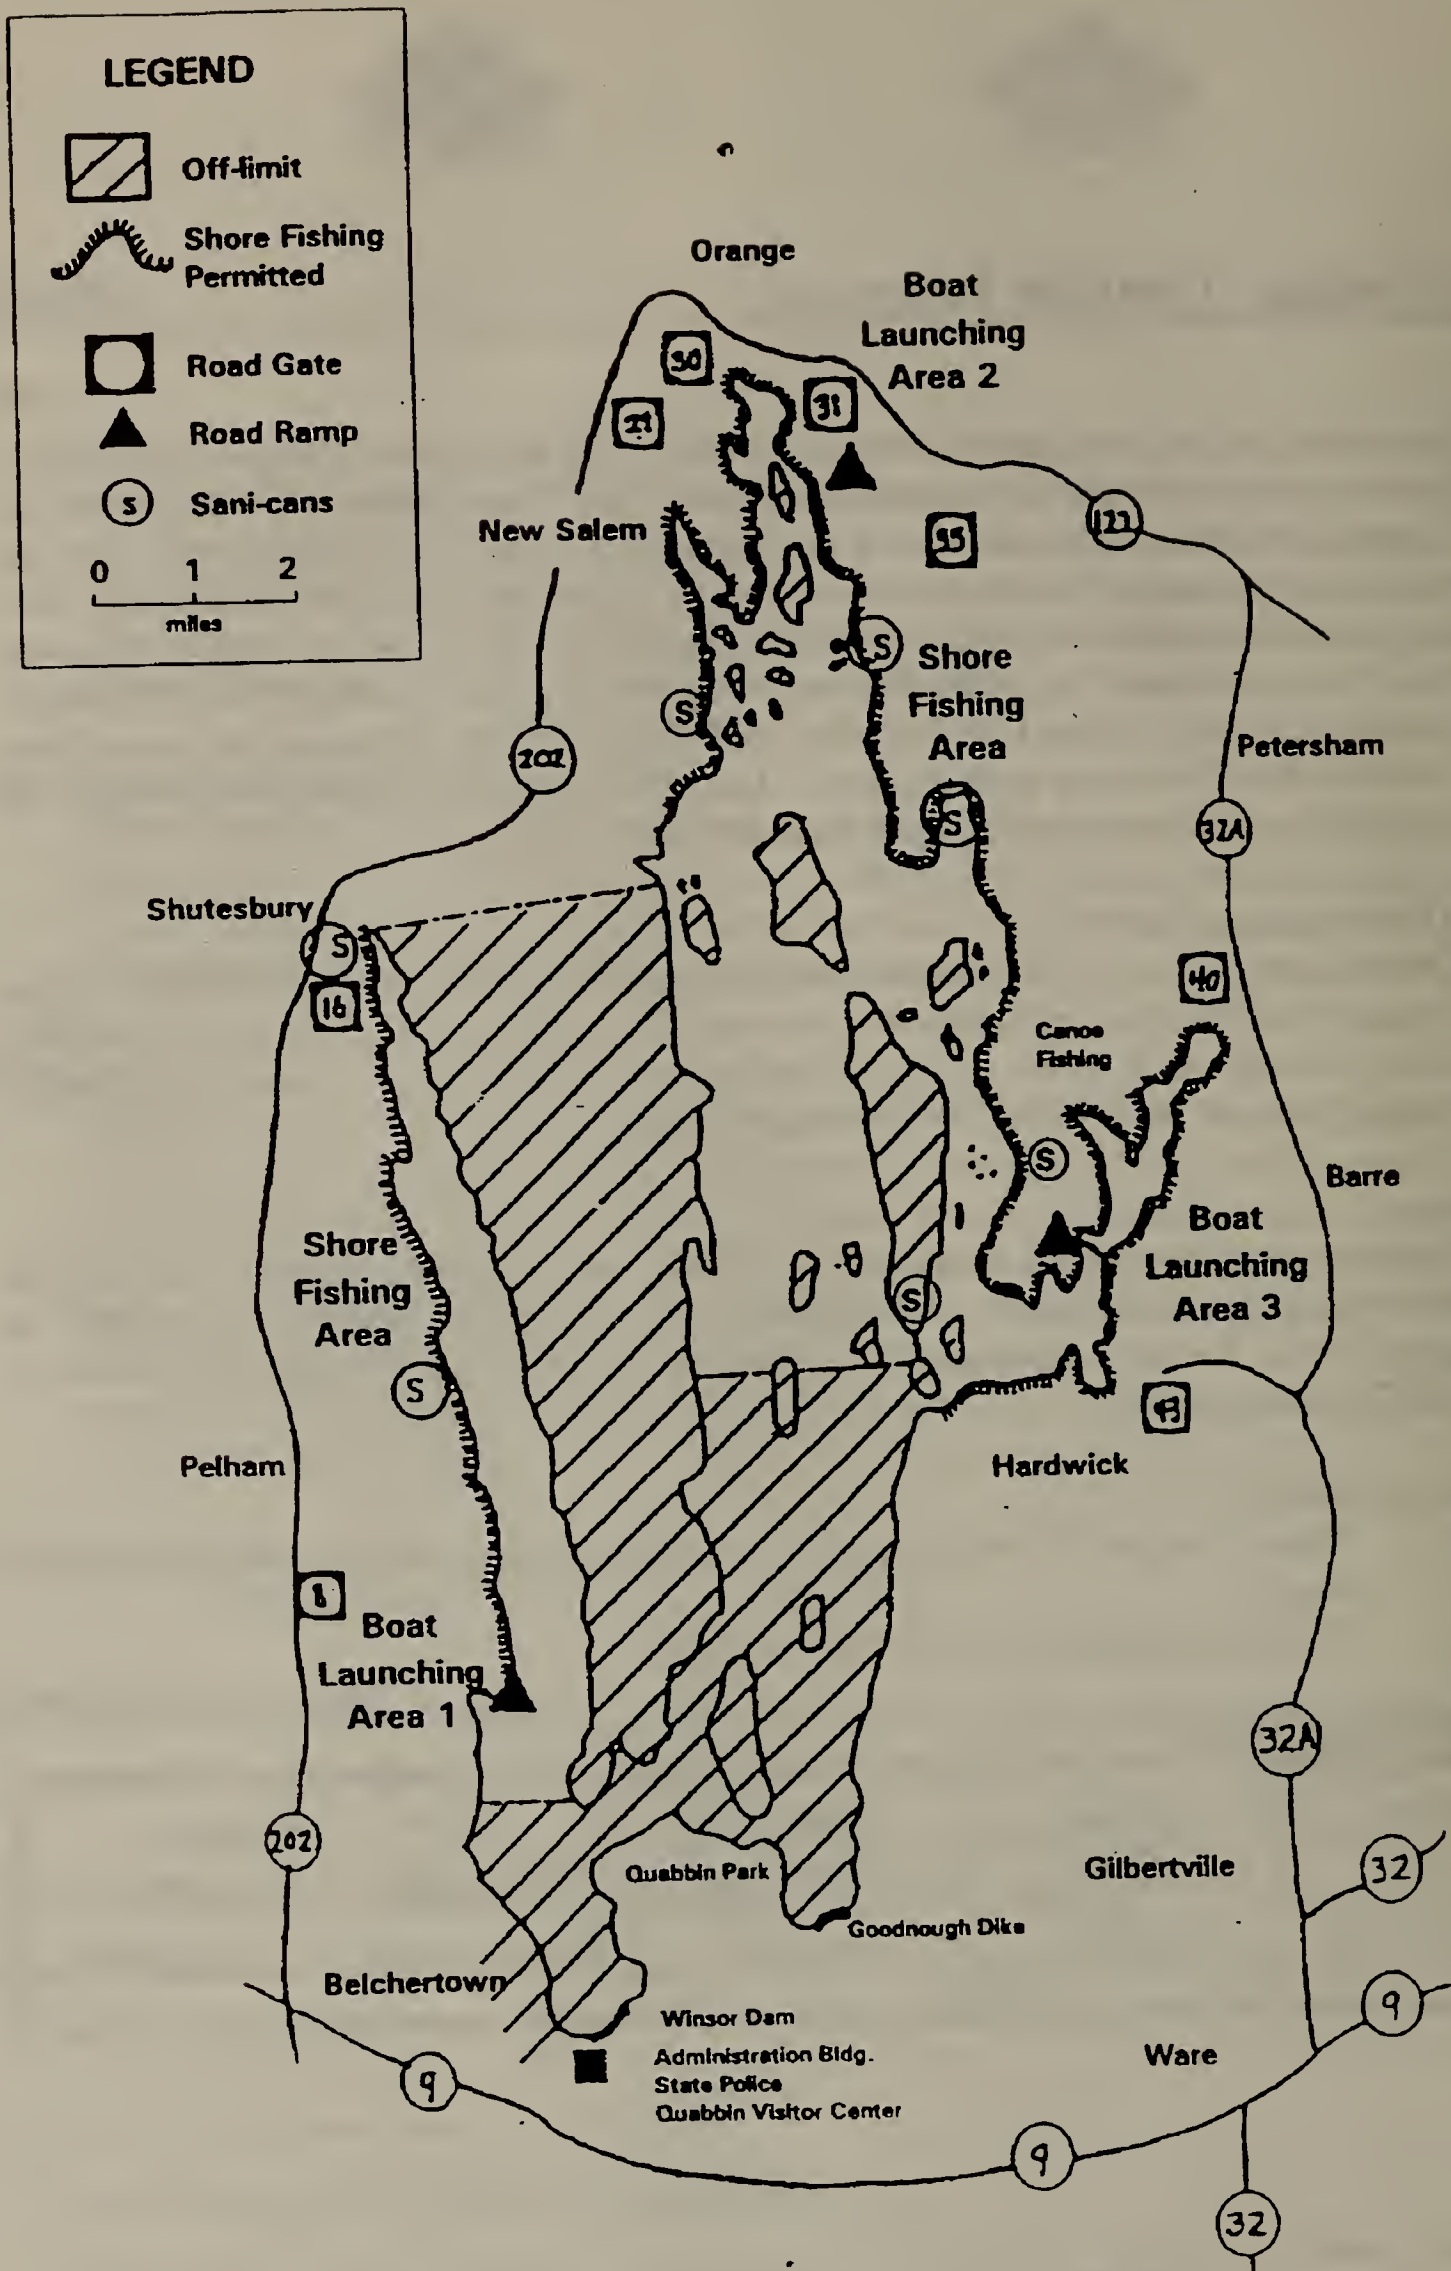 LEGEND
Off-limit
Shore Fishing
Permitted
Road Gate
Road Ramp
S
Sani-cans
0 1 2
miles
Orange
Boat
Launching
Area 2
30
31
New Salem
122
S
Shore
Fishing
Area
S
202
Petersham
S
32A
Shutesbury
S
16
40
Canoe
Fishing
S
Barre
Boat
Launching
Area 3
Shore
Fishing
Area
S
S
43
Pelham
Hardwick
8
Boat
Launching
Area 1
32A
202
Quabbin Park
Gilbertville
32
Goodnough Dike
Belchertown
9
Winsor Dam
Administration Bldg.
State Police
Quabbin Visitor Center
Ware
9
9
32